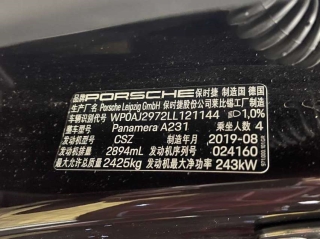 品牌 PORSCHE 保时捷 制造国 德国
生产厂名 Porsche Leipzig GmbH 保时捷股份公司莱比锡工厂制造
车辆识别代号 WP0AJ2972LL121144 1,0%
车辆型号 Panamera A231 乘坐人数 4
发动机型号 CSZ 制造年月 2019-08
发动机排量 2894mL 发动机序列号 024160
最大允许总质量 2425kg 发动机最大净功率 243kW